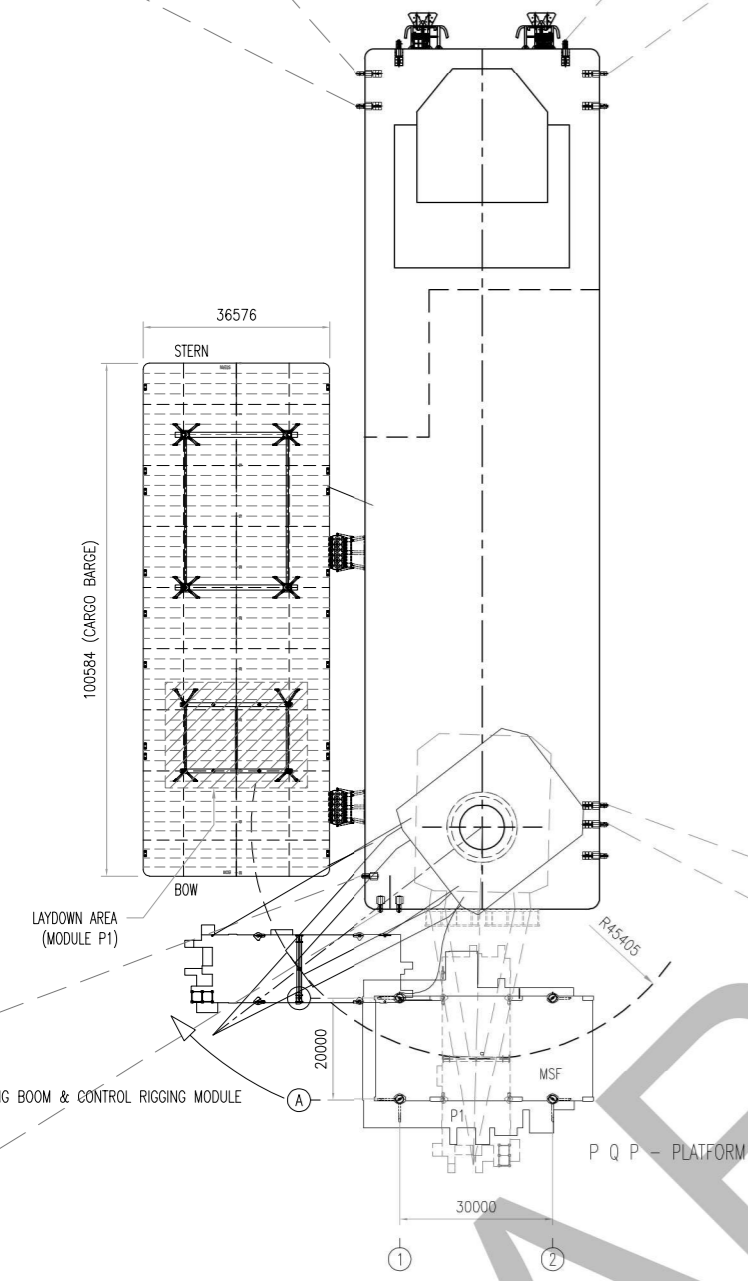 36576
STERN
100584 (CARGO BARGE)
BOW
LAYDOWN AREA
(MODULE P1)
R45405
20000
MSF
NG BOOM & CONTROL RIGGING MODULE
A
P1
P Q P – PLATFORM
30000
1
2